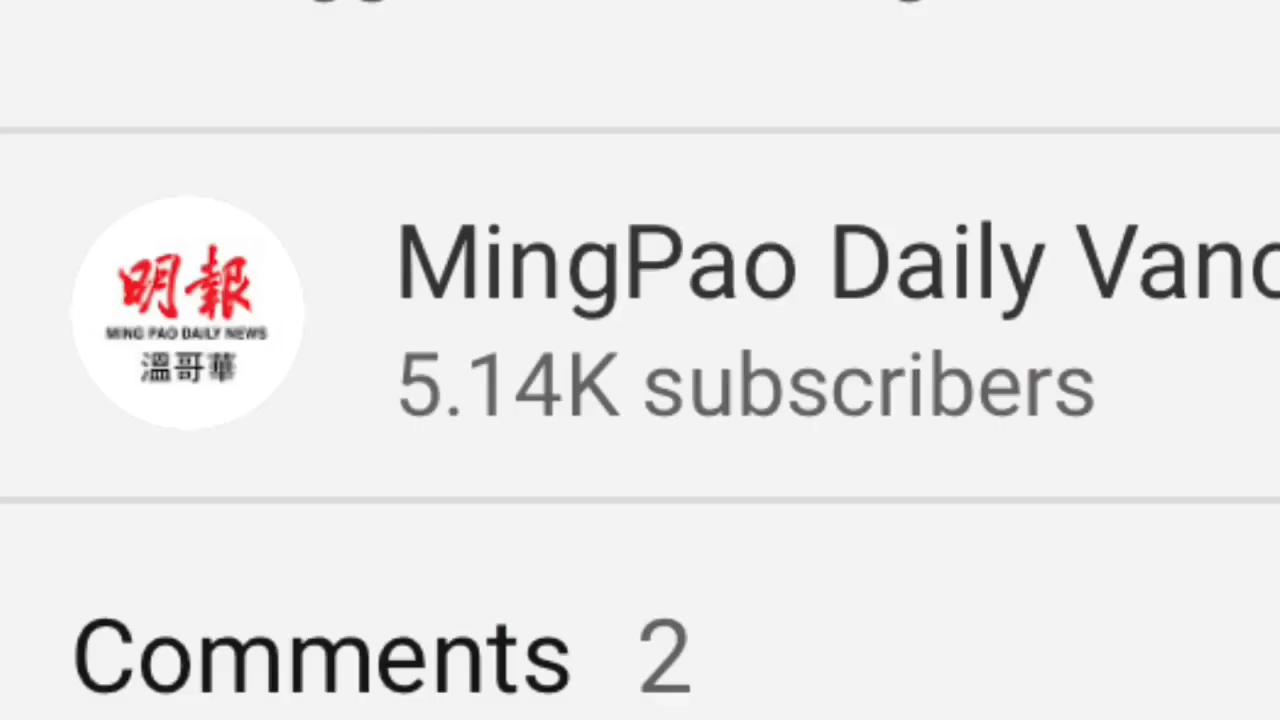 明報
MING PAO DAILY NEWS
溫哥華
MingPao Daily Vanc
5.14K subscribers
Comments 2